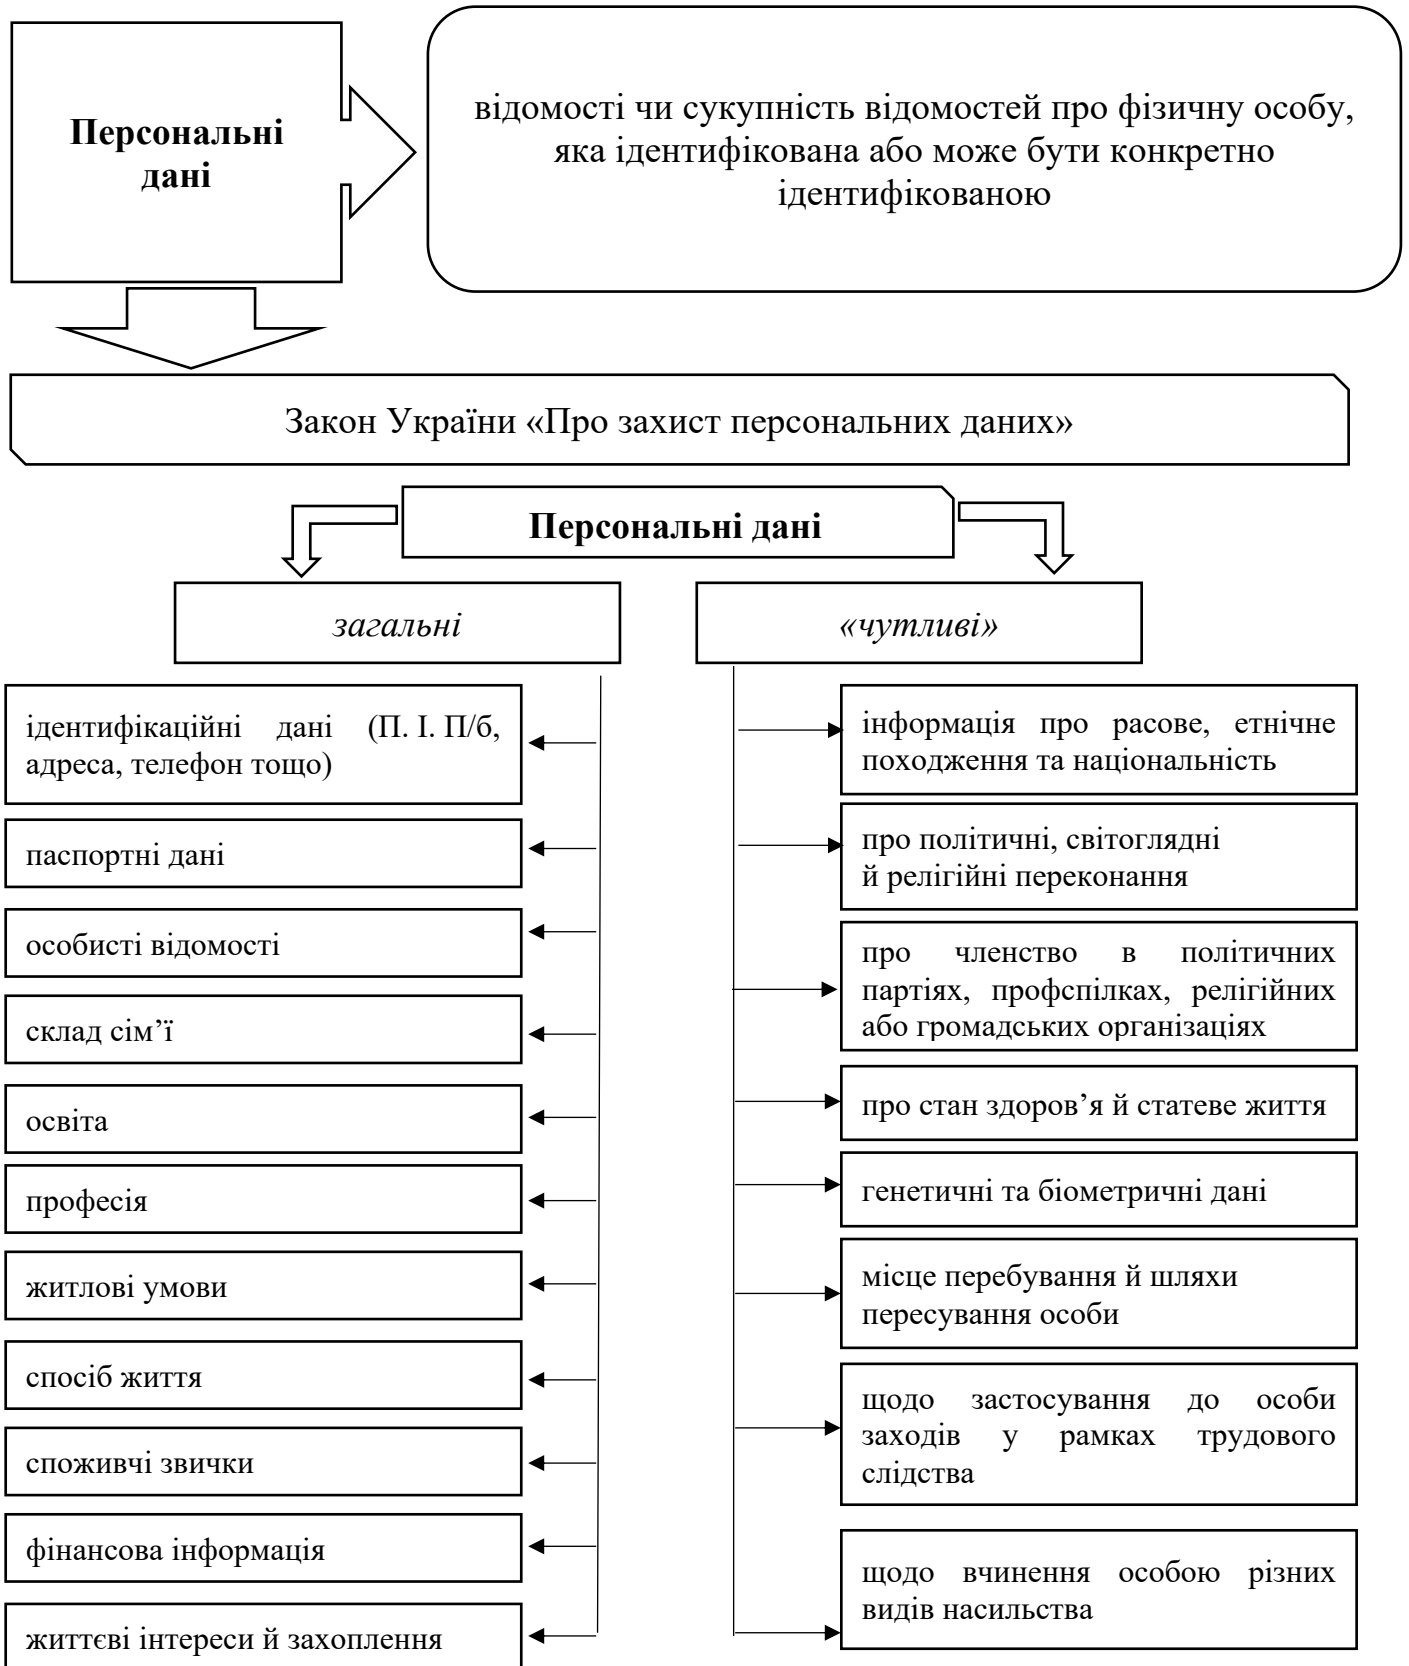 Персональні
дані
відомості чи сукупність відомостей про фізичну особу,
яка ідентифікована або може бути конкретно
ідентифікованою
Закон України «Про захист персональних даних»
Персональні дані
загальні
«чутливі»
ідентифікаційні дані (П. І. П/б,
адреса, телефон тощо)
паспортні дані
особисті відомості
склад сім’ї
освіта
професія
житлові умови
спосіб життя
споживчі звички
фінансова інформація
життєві інтереси й захоплення
інформація про расове, етнічне
походження та національність
про політичні, світоглядні
й релігійні переконання
про членство в політичних
партіях, профспілках, релігійних
або громадських організаціях
про стан здоров’я й статеве життя
генетичні та біометричні дані
місце перебування й шляхи
пересування особи
щодо застосування до особи
заходів у рамках трудового
слідства
щодо вчинення особою різних
видів насильства